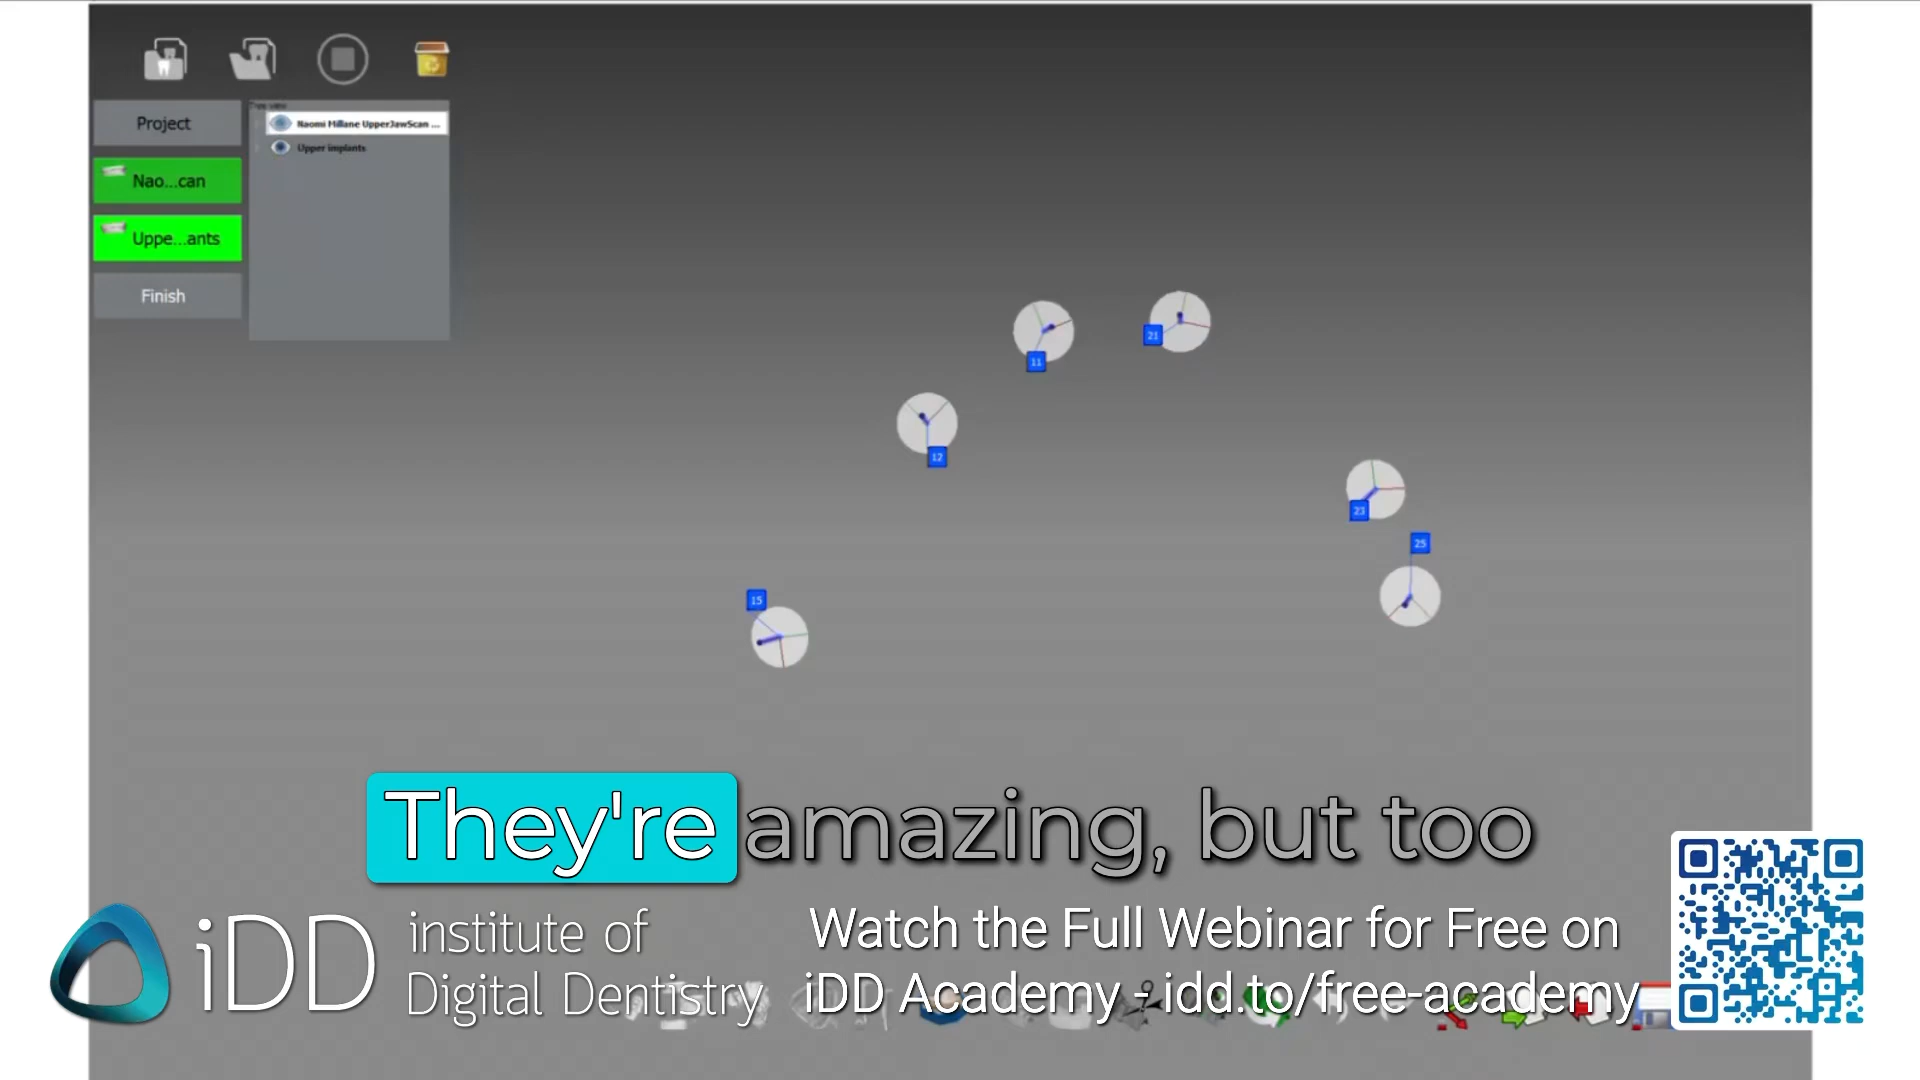 Project
Tree view
Naomi Millane UpperJawScan ...
Nao...can
Upper implants
Uppe...ants
Finish
21
11
12
23
25
15
They're amazing, but too
iDD
institute of
Digital Dentistry
Watch the Full Webinar for Free on
iDD Academy - idd.to/free-academy